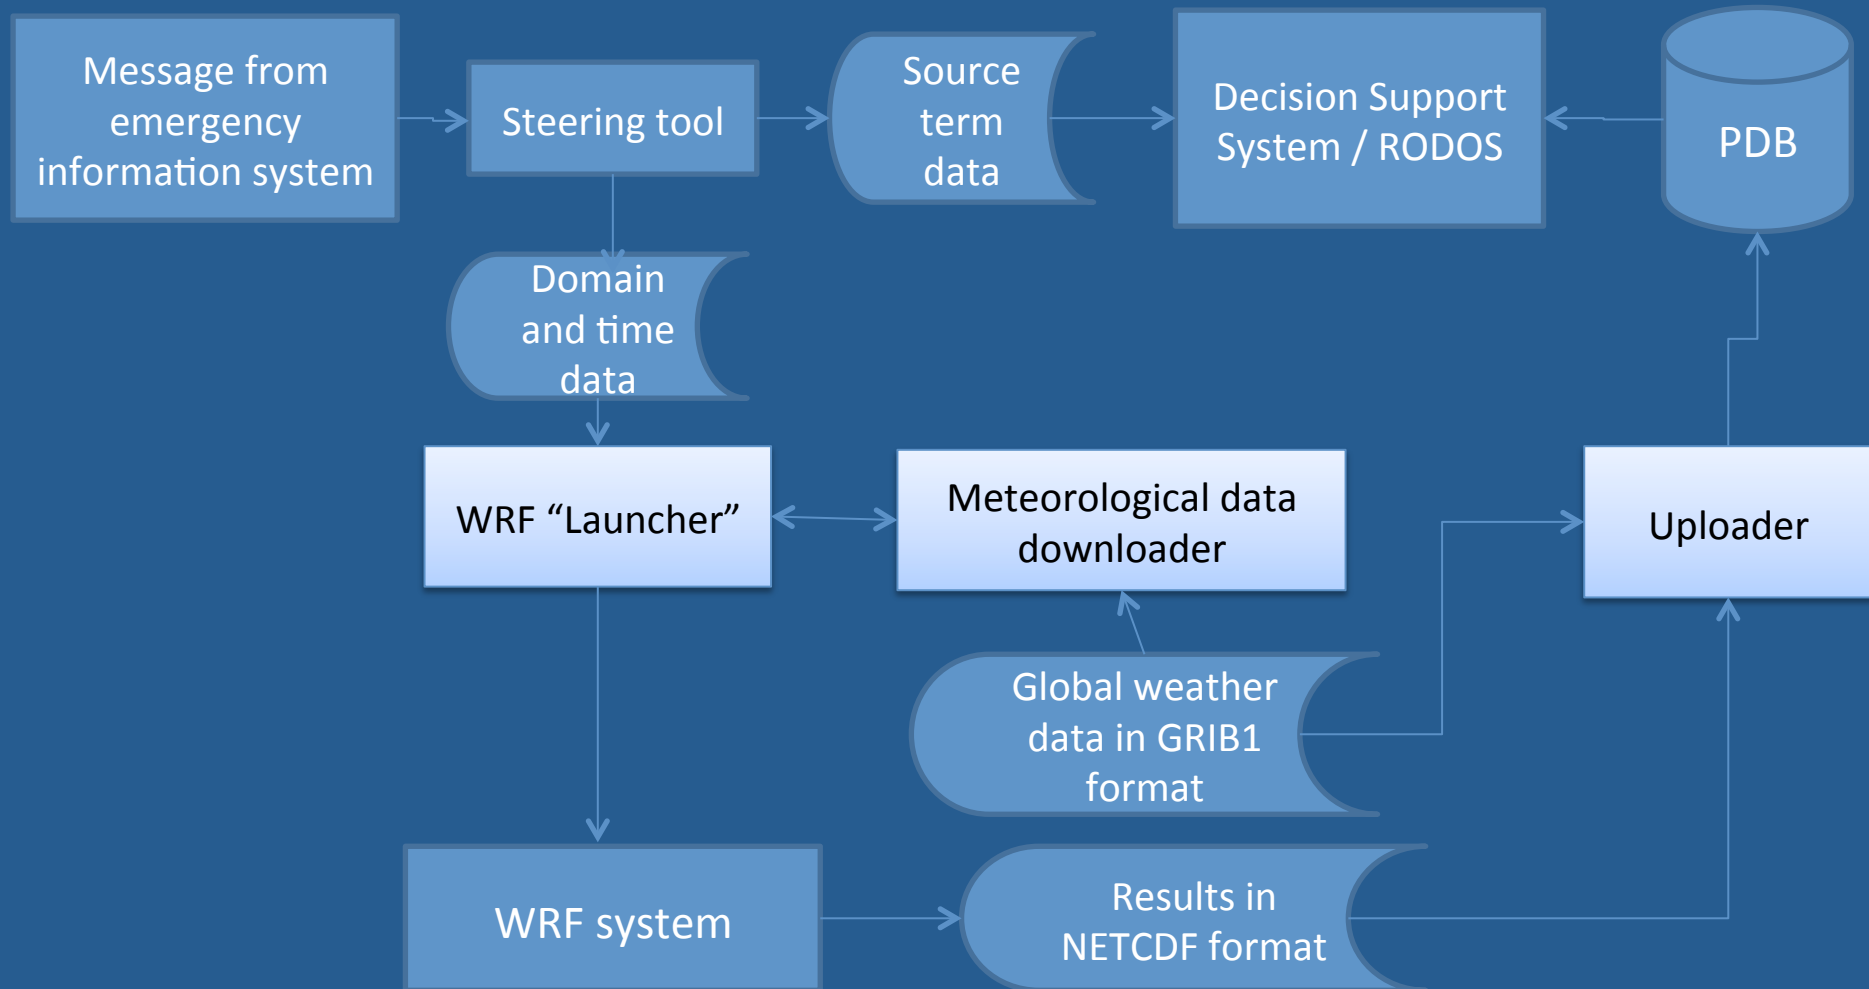 Message from
emergency
information system
Steering tool
Source
term
data
Decision Support
System / RODOS
PDB
Domain
and time
data
WRF “Launcher”
Meteorological data
downloader
Uploader
Global weather
data in GRIB1
format
WRF system
Results in
NETCDF format